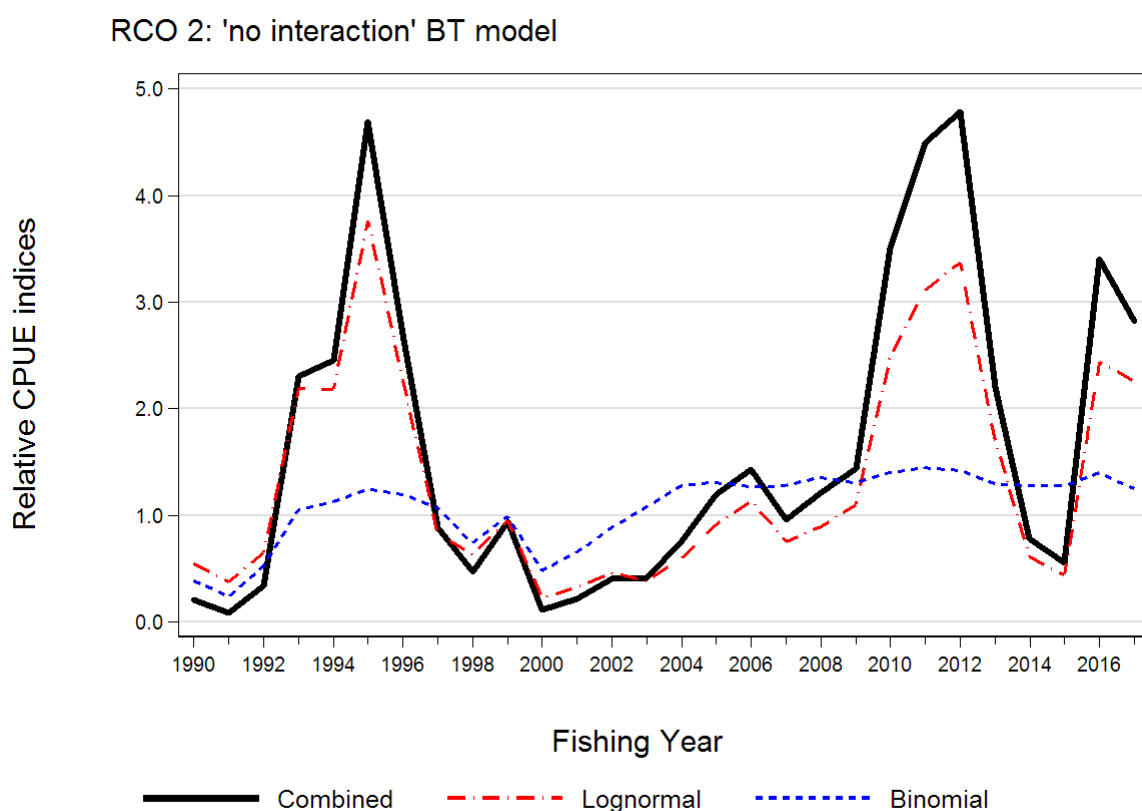 RCO 2: 'no interaction' BT model
Relative CPUE indices
5.0
4.0
3.0
2.0
1.0
0.0
1990 1992 1994 1996 1998 2000 2002 2004 2006 2008 2010 2012 2014 2016
Fishing Year
Combined Lognormal Binomial